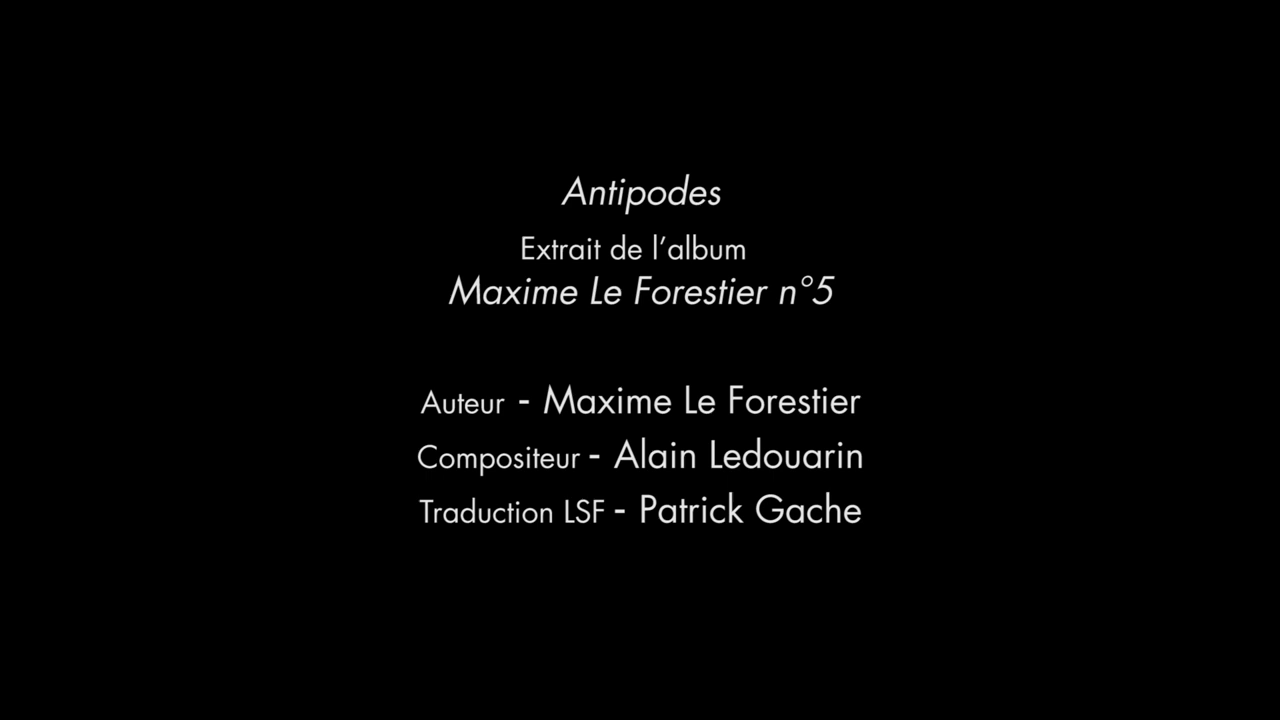 Antipodes
Extrait de l’album
Maxime Le Forestier n°5
Auteur - Maxime Le Forestier
Compositeur - Alain Ledouarin
Traduction LSF - Patrick Gache